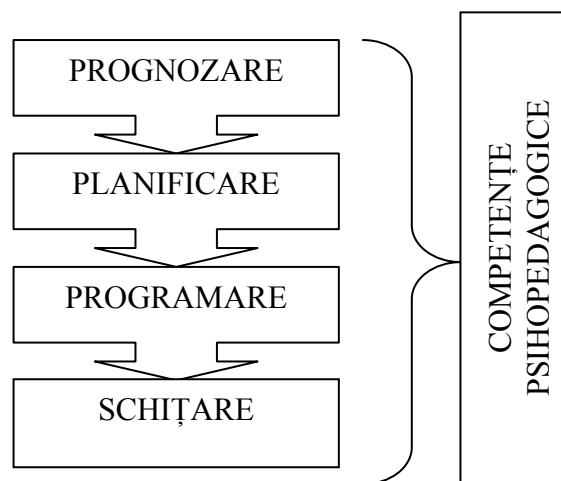 PROGNOZARE
PLANIFICARE
PROGRAMARE
SCHIȚARE
COMPETENȚE
PSIHOPEDAGOGICE